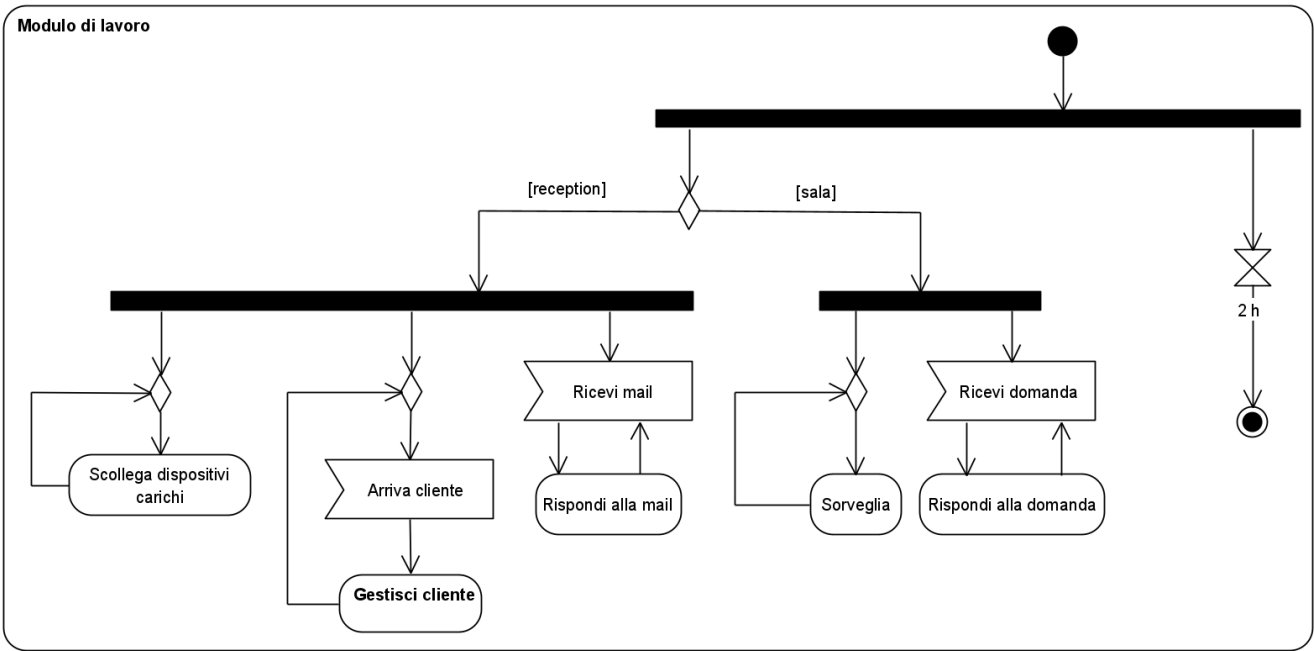 Modulo di lavoro
[reception]
[sala]
2 h
Ricevi mail
Ricevi domanda
Scollega dispositivi
carichi
Arriva cliente
Rispondi alla mail
Sorveglia
Rispondi alla domanda
Gestisci cliente